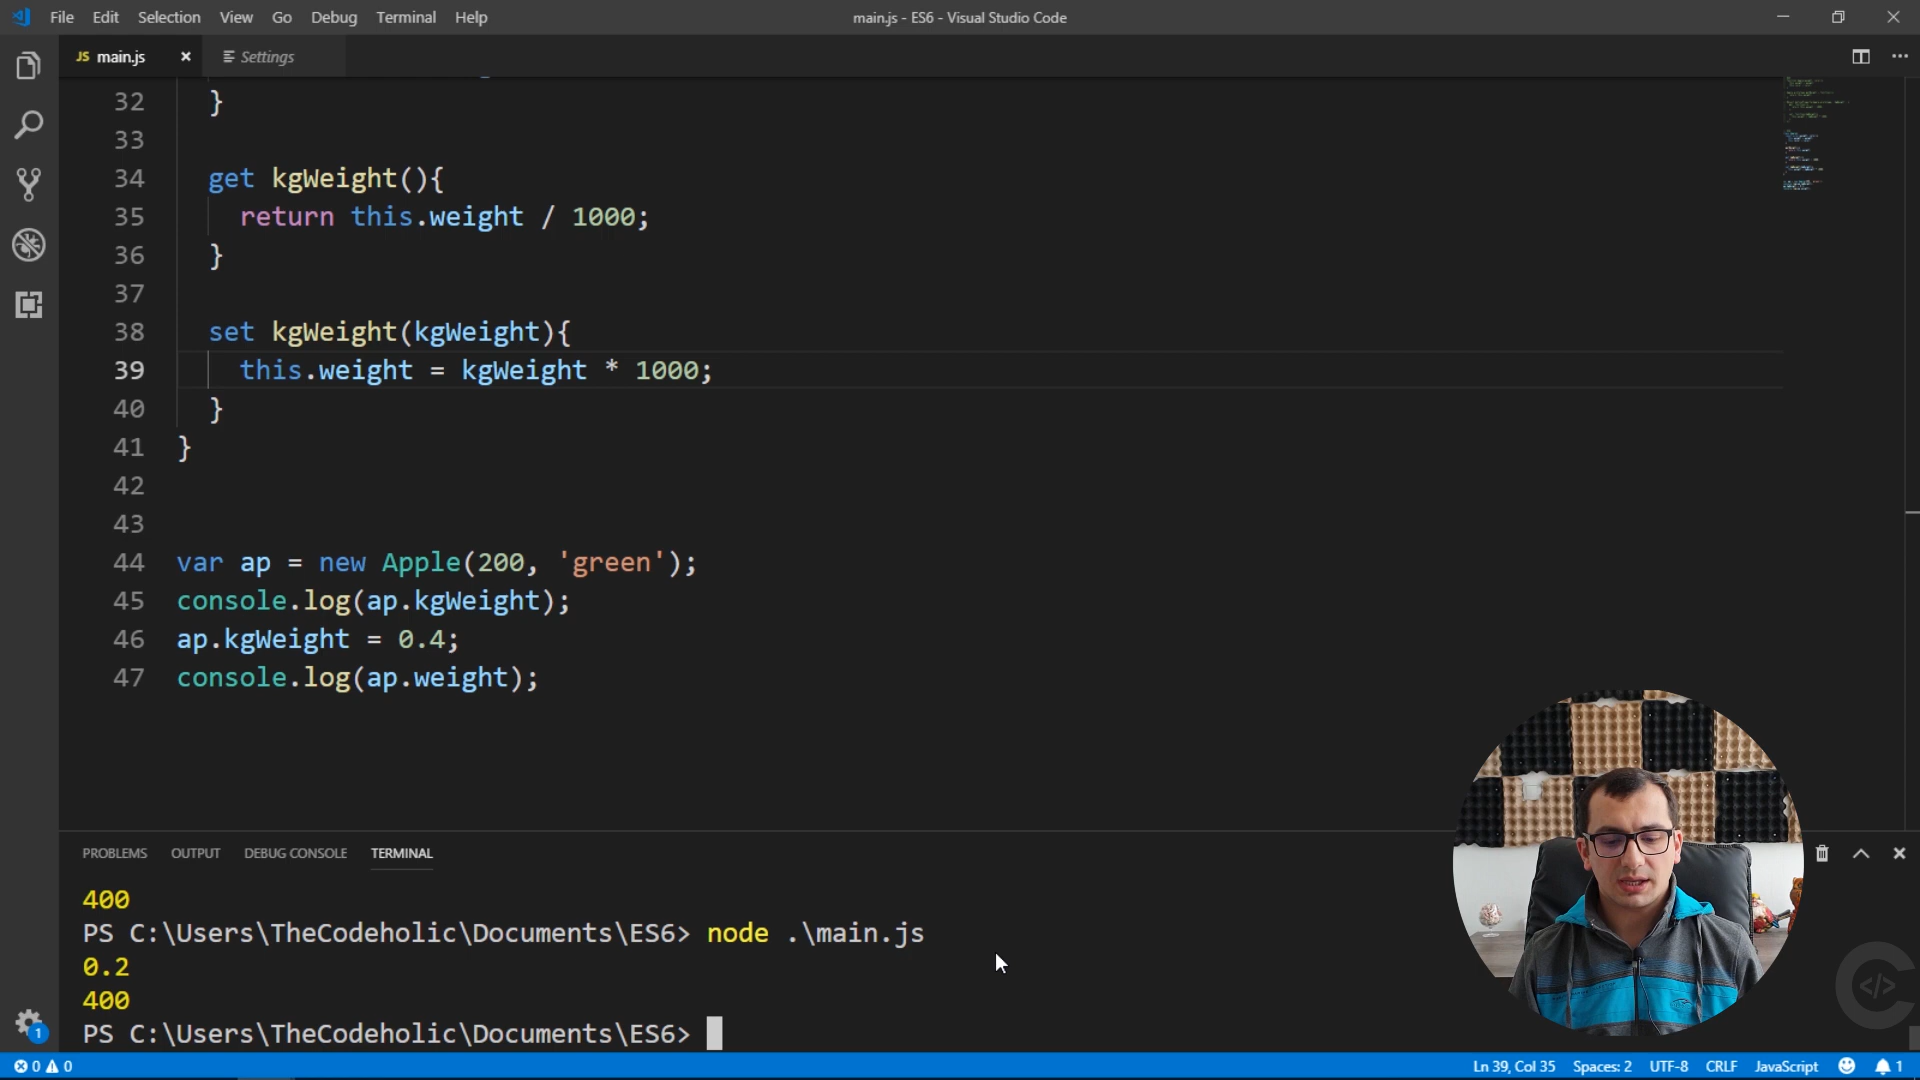 File Edit Selection View Go Debug Terminal Help
main.js - ES6 - Visual Studio Code
JS main.js
Settings
32 }
33
34 get kgWeight(){
35 return this.weight / 1000;
36 }
37
38 set kgWeight(kgWeight){
39 this.weight = kgWeight * 1000;
40 }
41 }
42
43
44 var ap = new Apple(200, 'green');
45 console.log(ap.kgWeight);
46 ap.kgWeight = 0.4;
47 console.log(ap.weight);
PROBLEMS OUTPUT DEBUG CONSOLE TERMINAL
400
PS C:\Users\TheCodeholic\Documents\ES6> node .\main.js
0.2
400
PS C:\Users\TheCodeholic\Documents\ES6>
1
0 0
Ln 39, Col 35 Spaces: 2 UTF-8 CRLF JavaScript 1